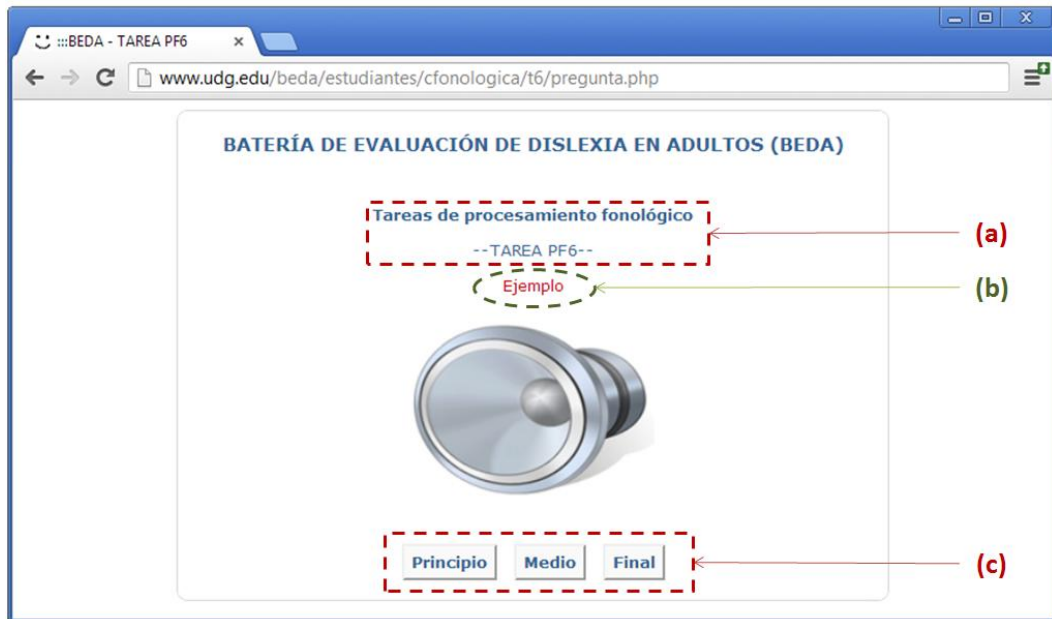 :::BEDA - TAREA PF6
www.udg.edu/beda/estudiantes/cfonologica/t6/pregunta.php
BATERÍA DE EVALUACIÓN DE DISLEXIA EN ADULTOS (BEDA)
Tareas de procesamiento fonológico
(a)
--TAREA PF6--
Ejemplo
(b)
Principio Medio Final
(c)